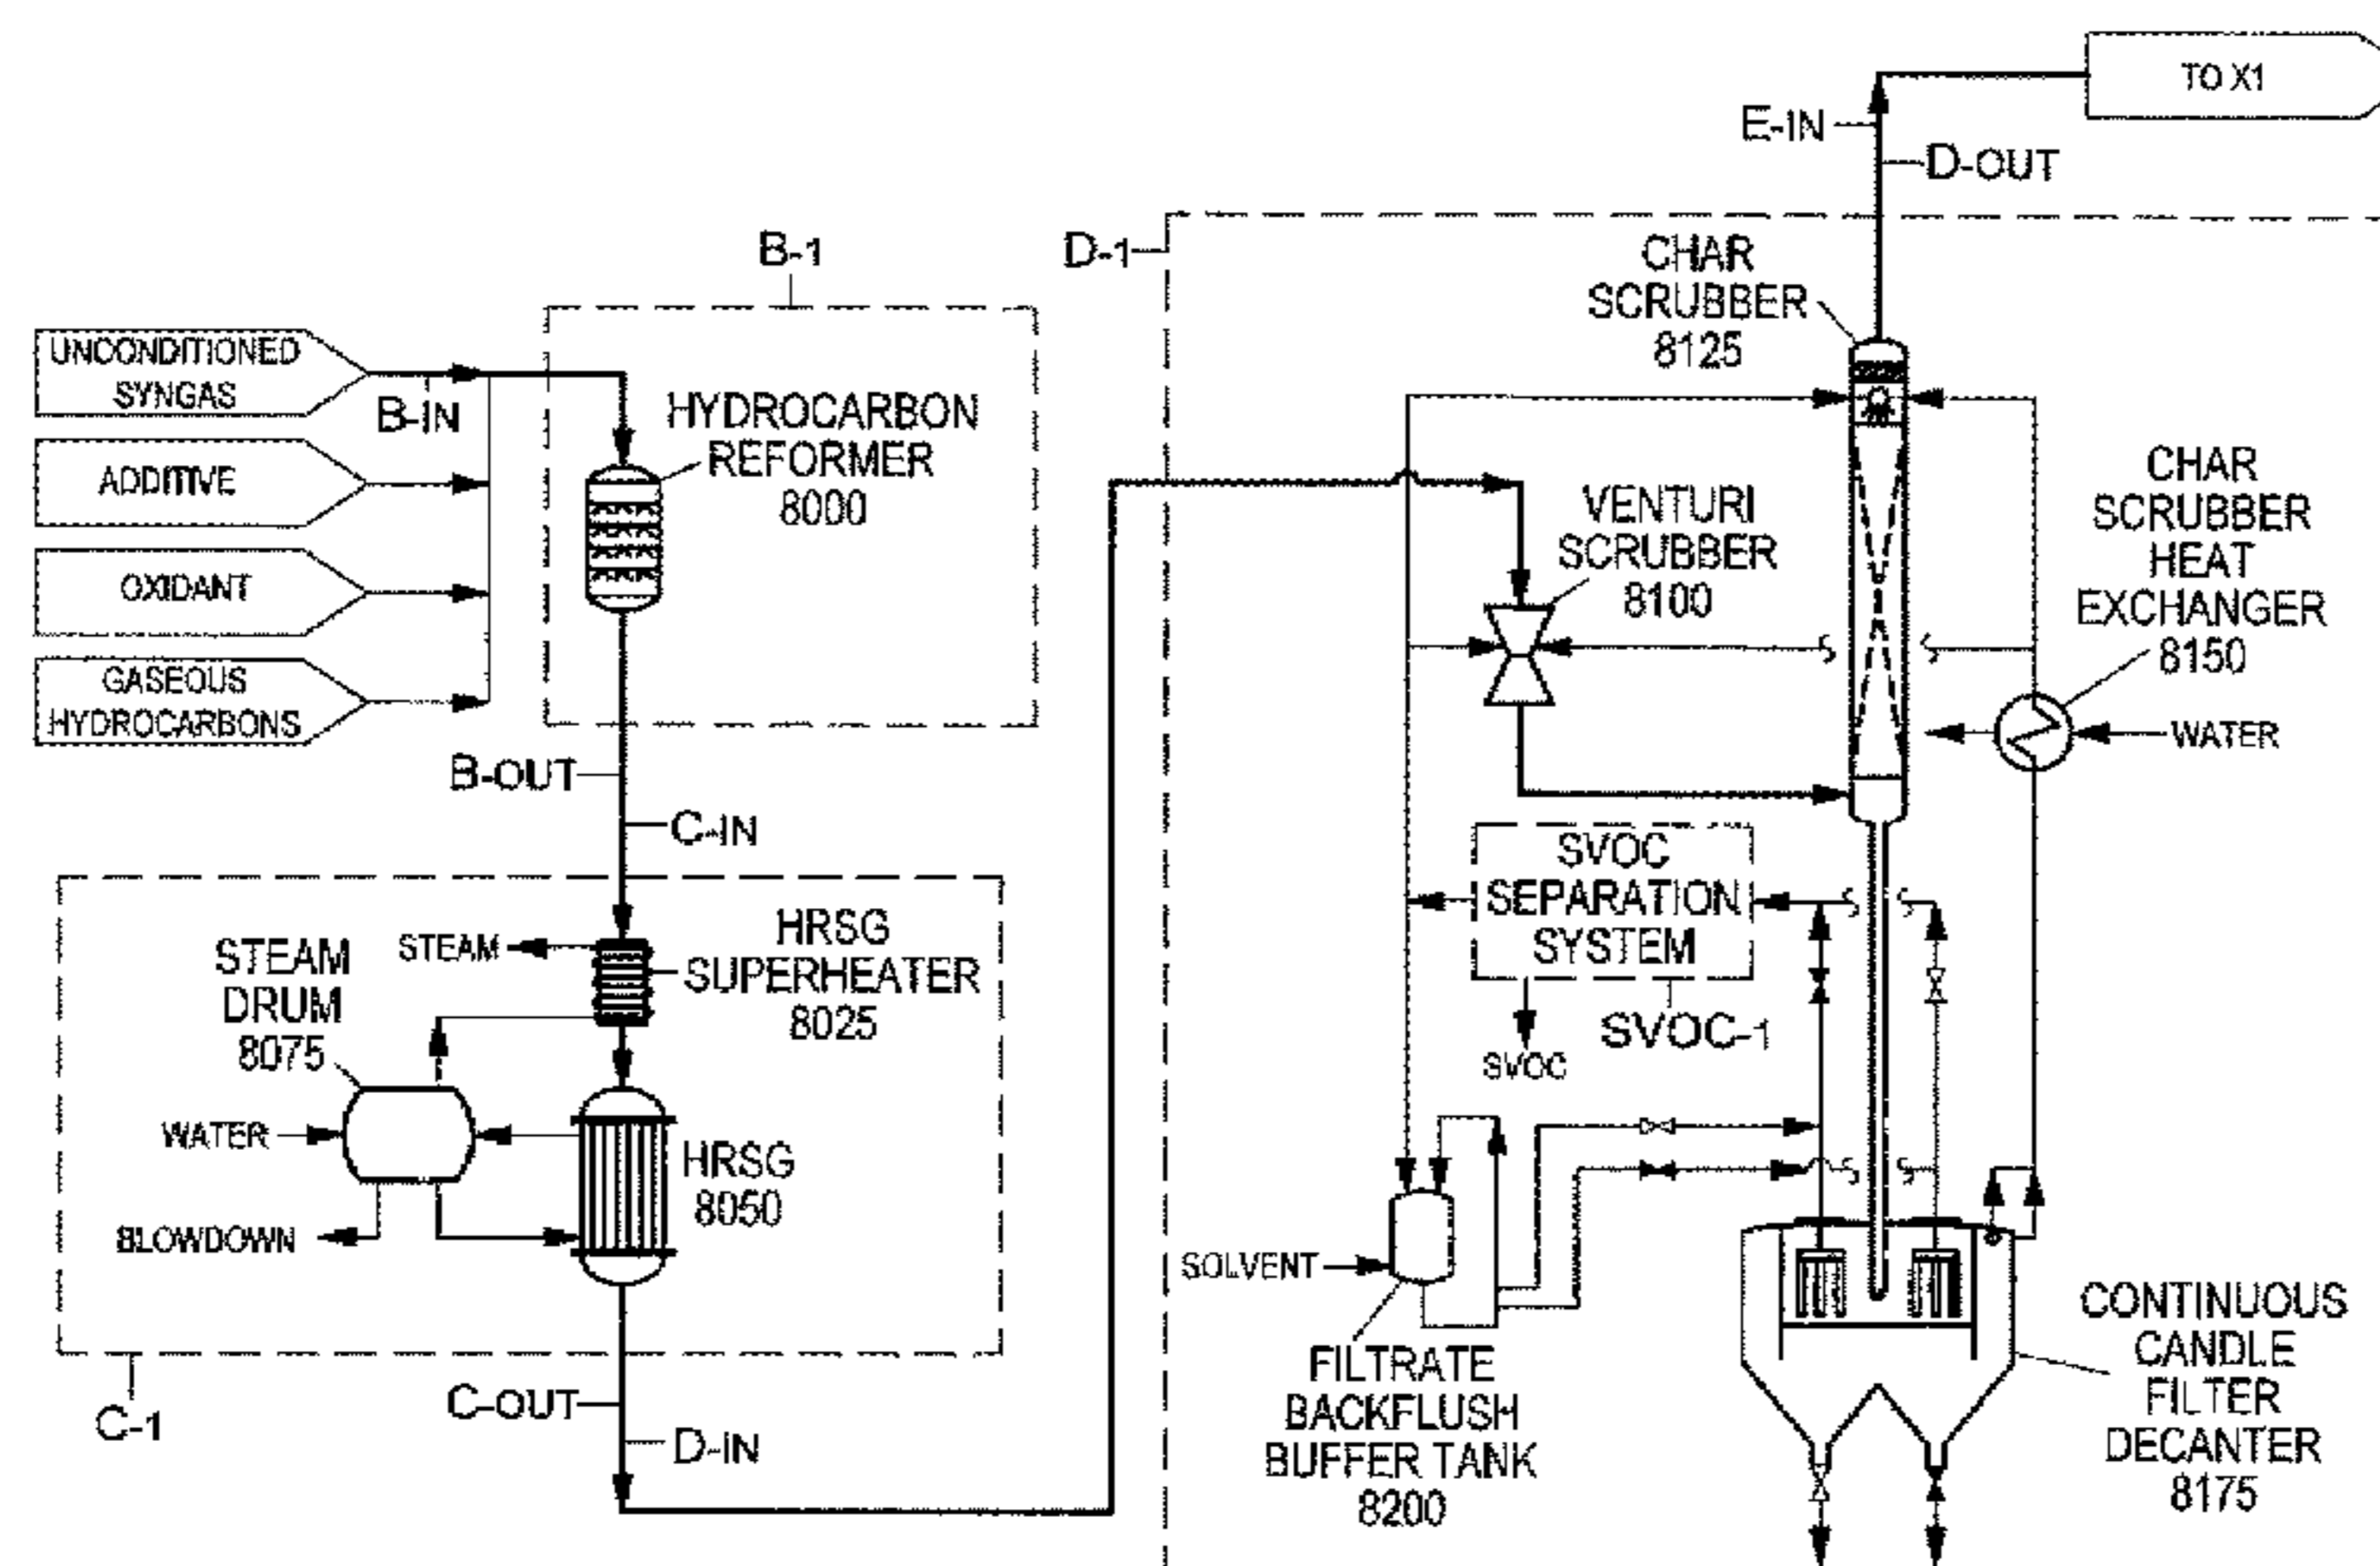 TO X1
E-IN
D-OUT
B-1
D-1
CHAR
SCRUBBER
8125
UNCONDITIONED
SYNGAS
B-IN
ADDITIVE
OXIDANT
GASEOUS
HYDROCARBONS
HYDROCARBON
REFORMER
8000
VENTURI
SCRUBBER
8100
CHAR
SCRUBBER
HEAT
EXCHANGER
8150
WATER
B-OUT
C-IN
SVOC
SEPARATION
SYSTEM
SVOC-1
SVOC
STEAM
HRSG
SUPERHEATER
8025
STEAM
DRUM
8075
WATER
HRSG
8050
BLOWDOWN
SOLVENT
FILTRATE
BACKFLUSH
BUFFER TANK
8200
CONTINUOUS
CANDLE
FILTER
DECANTER
8175
C-1
C-OUT
D-IN